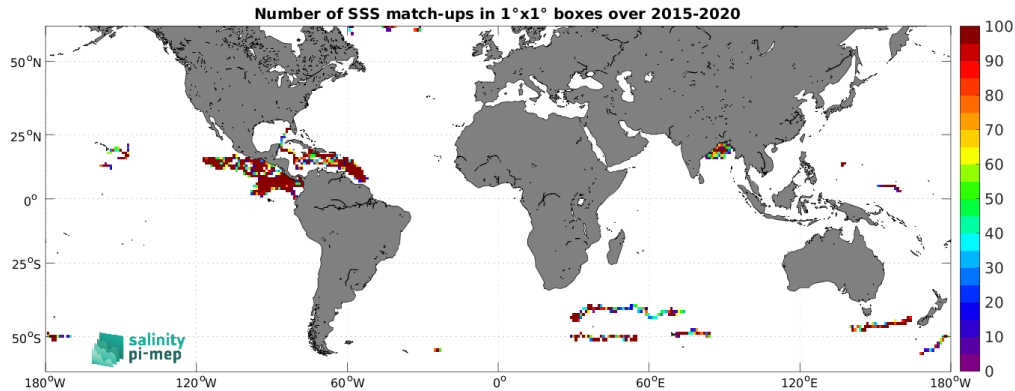 Number of SSS match-ups in 1°x1° boxes over 2015-2020
50°N
25°N
0°
25°S
50°S
180°W
120°W
60°W
0°
60°E
120°E
180°W
100
90
80
70
60
50
40
30
20
10
0
salinity
pi-mep